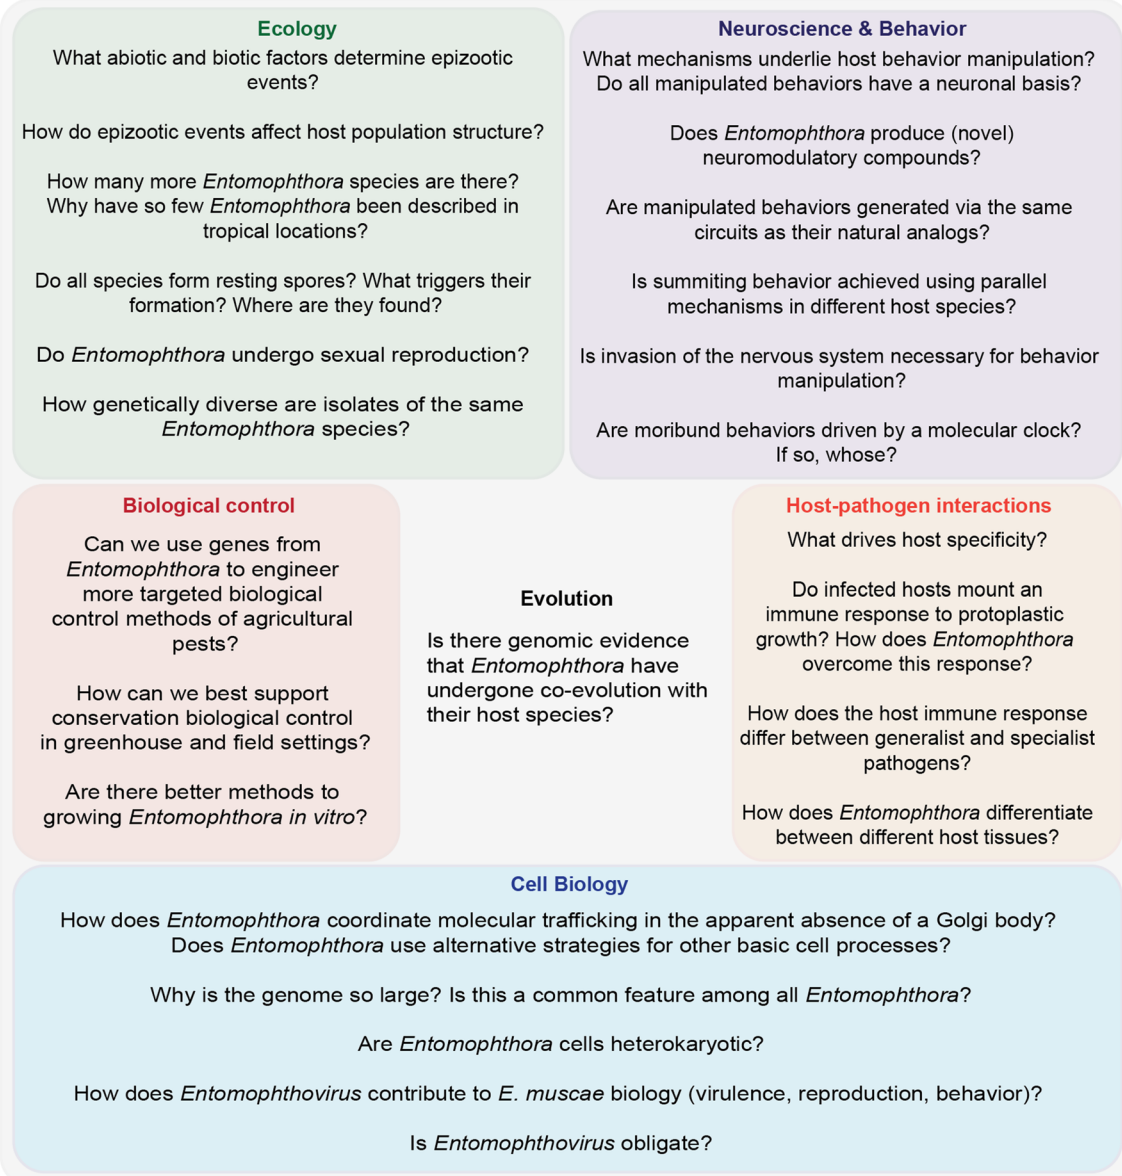 Ecology
What abiotic and biotic factors determine epizootic
events?
How do epizootic events affect host population structure?
How many more Entomophthora species are there?
Why have so few Entomophthora been described in
tropical locations?
Do all species form resting spores? What triggers their
formation? Where are they found?
Do Entomophthora undergo sexual reproduction?
How genetically diverse are isolates of the same
Entomophthora species?
Neuroscience & Behavior
What mechanisms underlie host behavior manipulation?
Do all manipulated behaviors have a neuronal basis?
Does Entomophthora produce (novel)
neuromodulatory compounds?
Are manipulated behaviors generated via the same
circuits as their natural analogs?
Is summiting behavior achieved using parallel
mechanisms in different host species?
Is invasion of the nervous system necessary for behavior
manipulation?
Are moribund behaviors driven by a molecular clock?
If so, whose?
Biological control
Can we use genes from
Entomophthora to engineer
more targeted biological
control methods of agricultural
pests?
How can we best support
conservation biological control
in greenhouse and field settings?
Are there better methods to
growing Entomophthora in vitro?
Evolution
Is there genomic evidence
that Entomophthora have
undergone co-evolution with
their host species?
Host-pathogen interactions
What drives host specificity?
Do infected hosts mount an
immune response to protoplastic
growth? How does Entomophthora
overcome this response?
How does the host immune response
differ between generalist and specialist
pathogens?
How does Entomophthora differentiate
between different host tissues?
Cell Biology
How does Entomophthora coordinate molecular trafficking in the apparent absence of a Golgi body?
Does Entomophthora use alternative strategies for other basic cell processes?
Why is the genome so large? Is this a common feature among all Entomophthora?
Are Entomophthora cells heterokaryotic?
How does Entomophthovirus contribute to E. muscae biology (virulence, reproduction, behavior)?
Is Entomophthovirus obligate?